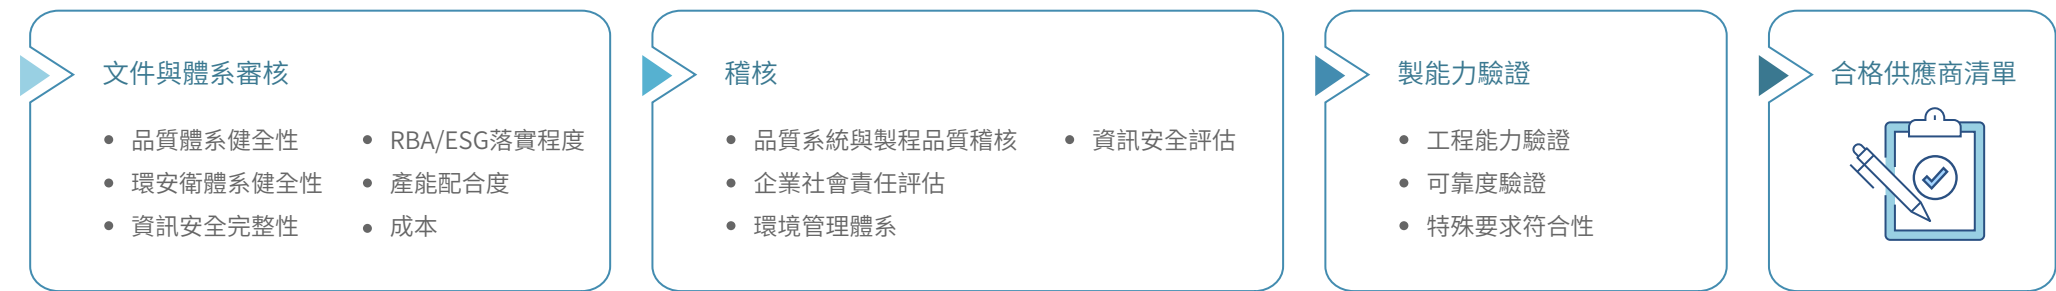 文件與體系審核
品質體系健全性
環安衛體系健全性
資訊安全完整性
RBA/ESG落實程度
產能配合度
成本
稽核
品質系統與製程品質稽核
企業社會責任評估
環境管理體系
資訊安全評估
製能力驗證
工程能力驗證
可靠度驗證
特殊要求符合性
合格供應商清單